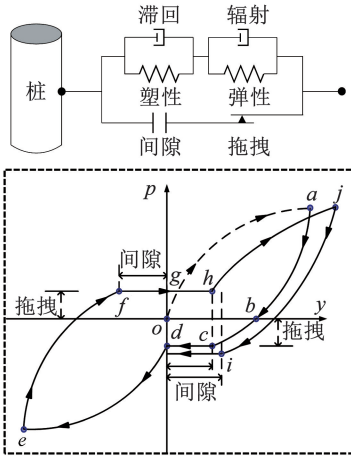 滞回 辐射
桩
塑性 弹性
间隙 拖拽
p
a j
间隙 g h
拖拽 f o b y
d c 拖拽
i
间隙
e